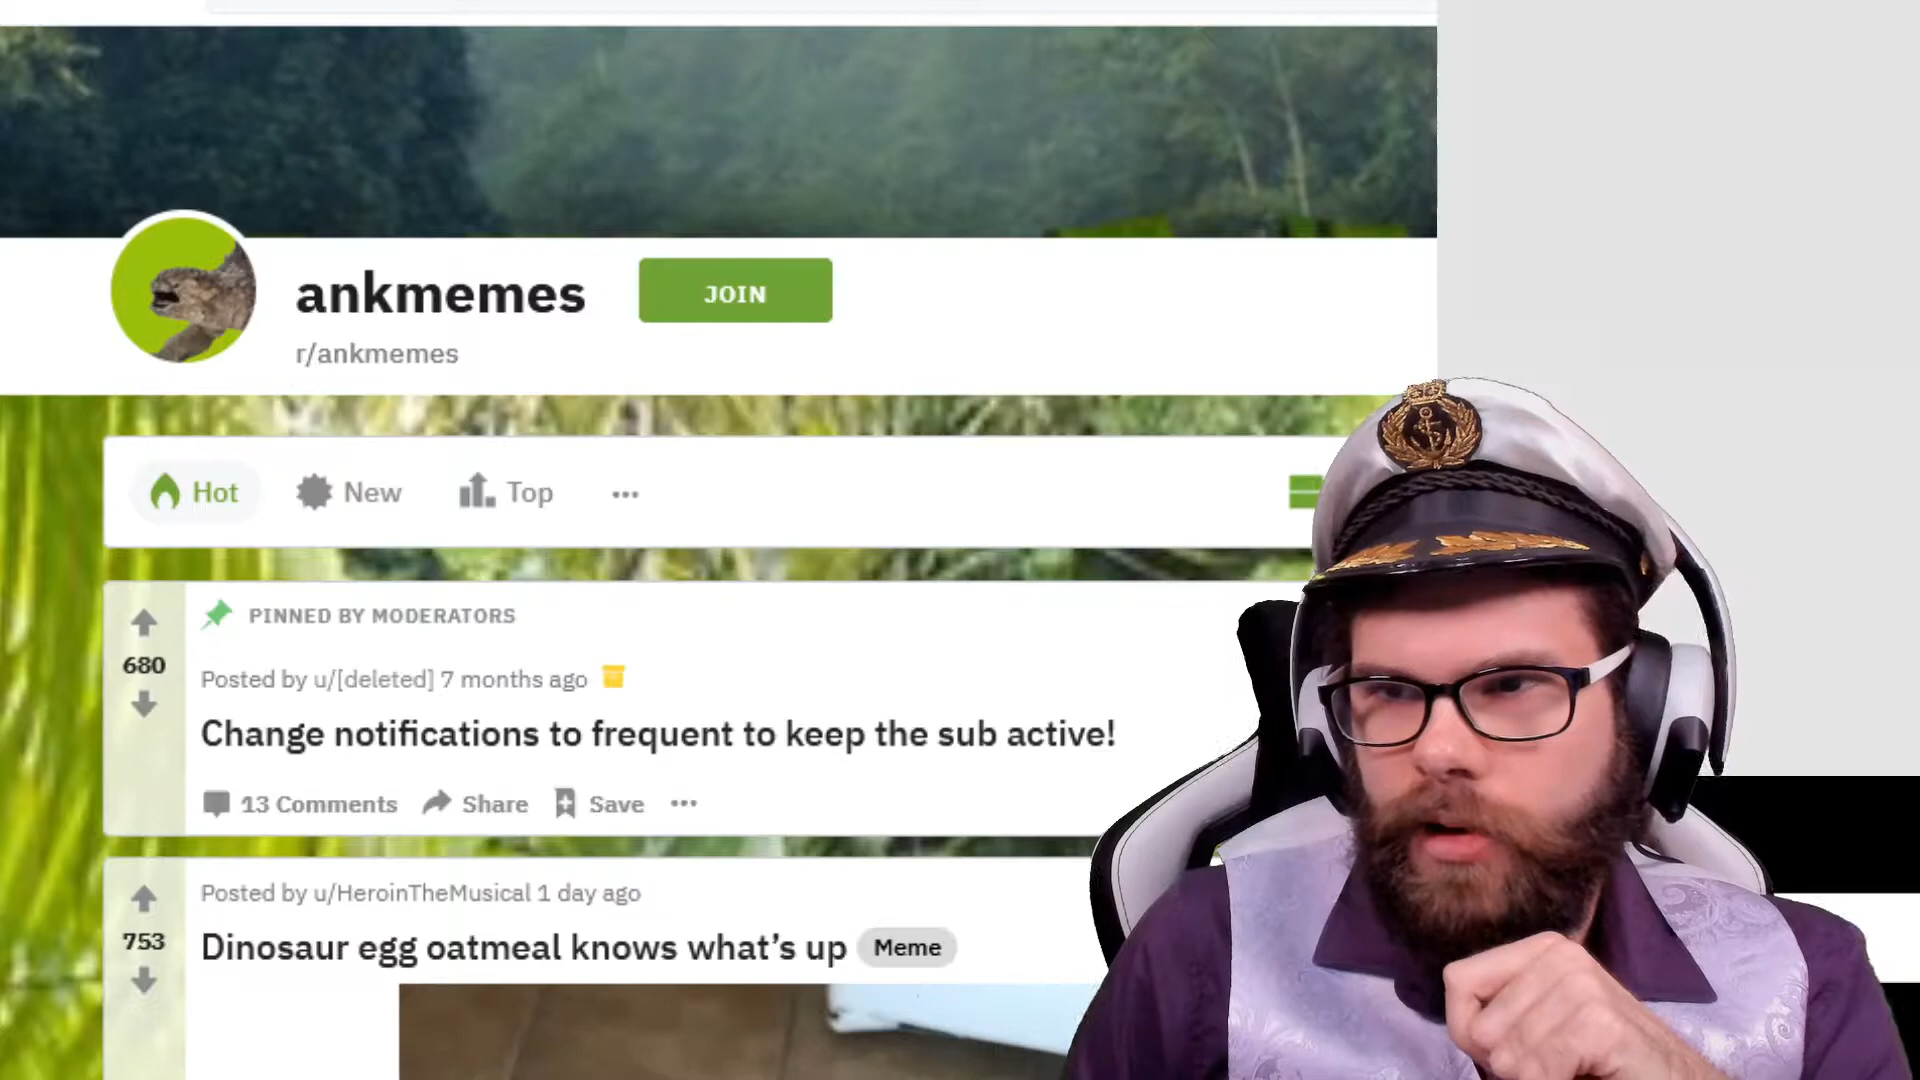 ankmemes
JOIN
r/ankmemes
Hot New Top
PINNED BY MODERATORS
680
Posted by u/[deleted] 7 months ago
Change notifications to frequent to keep the sub active!
13 Comments Share Save
Posted by u/HeroinTheMusical 1 day ago
753
Dinosaur egg oatmeal knows what's up Meme